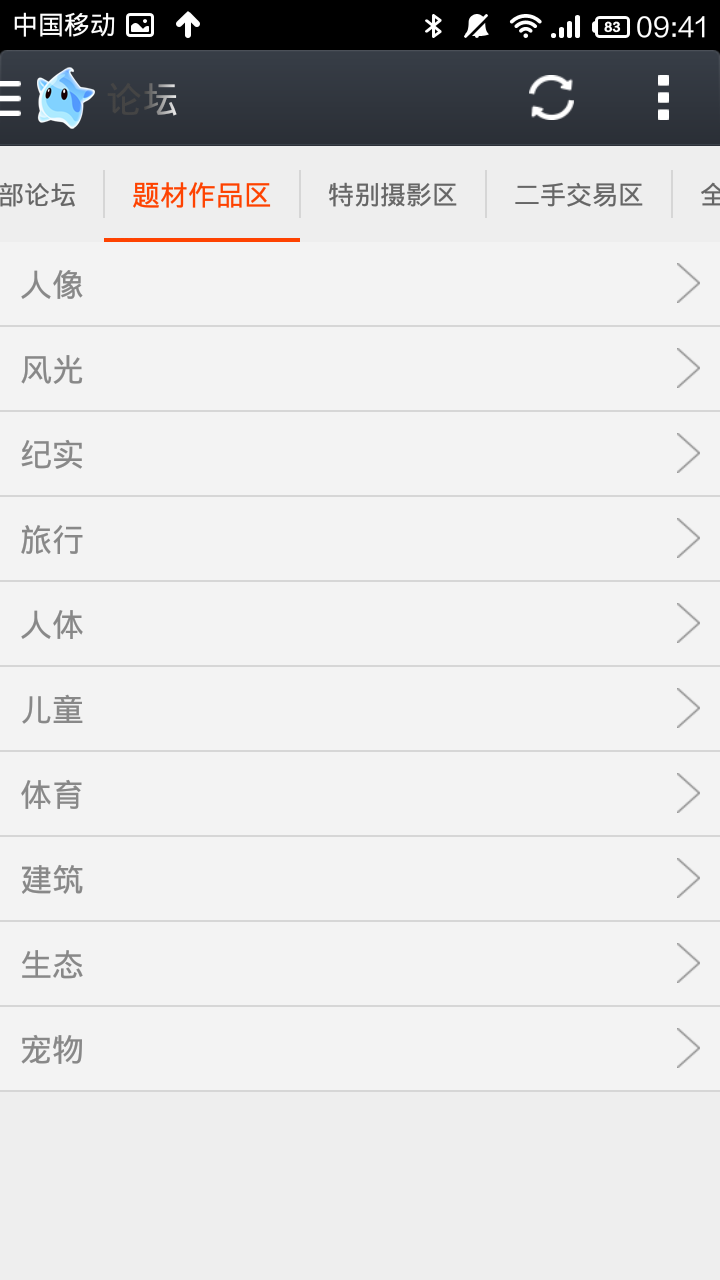 中国移动 83 09:41
论坛
部论坛 题材作品区 特别摄影区 二手交易区 全
人像
风光
纪实
旅行
人体
儿童
体育
建筑
生态
宠物